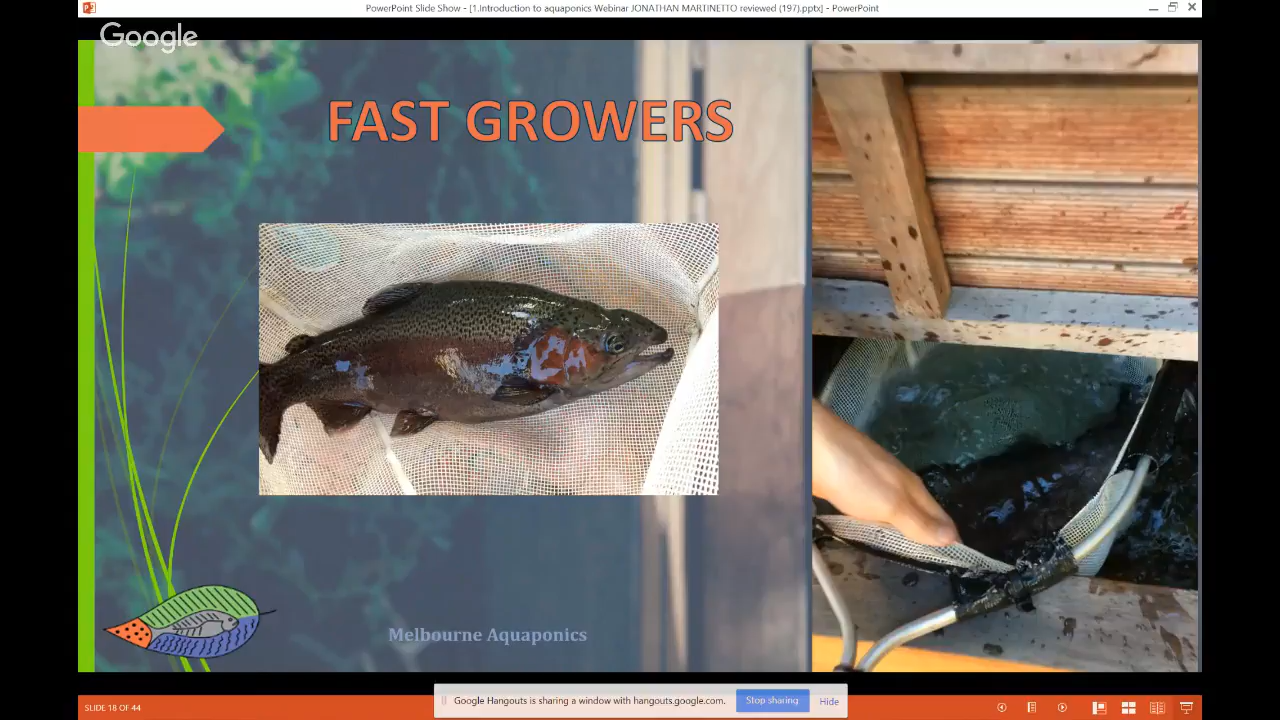 PowerPoint Slide Show - [1.Introduction to aquaponics Webinar JONATHAN MARTINETTO reviewed (197).pptx] - PowerPoint
Google
FAST GROWERS
Melbourne Aquaponics
Google Hangouts is sharing a window with hangouts.google.com.
Stop sharing
Hide
SLIDE 18 OF 44